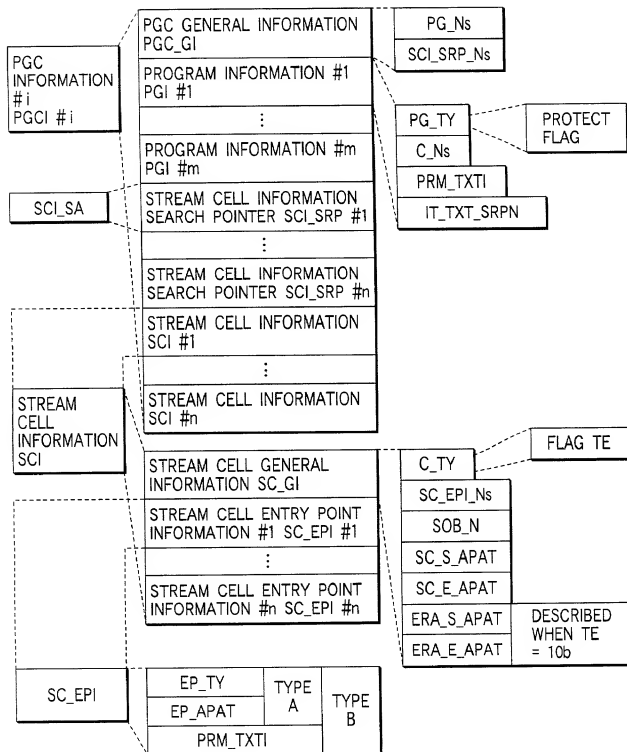 PGC
INFORMATION
#i
PGCI #i
PGC GENERAL INFORMATION
PGC_GI
PROGRAM INFORMATION #1
PGI #1
⋮
PROGRAM INFORMATION #m
PGI #m
STREAM CELL INFORMATION
SEARCH POINTER SCI_SRP #1
⋮
STREAM CELL INFORMATION
SEARCH POINTER SCI_SRP #n
STREAM CELL INFORMATION
SCI #1
⋮
STREAM CELL INFORMATION
SCI #n
PG_Ns
SCI_SRP_Ns
PG_TY
C_Ns
PRM_TXTI
IT_TXT_SRPN
PROTECT
FLAG
SCI_SA
STREAM
CELL
INFORMATION
SCI
STREAM CELL GENERAL
INFORMATION SC_GI
STREAM CELL ENTRY POINT
INFORMATION #1 SC_EPI #1
⋮
STREAM CELL ENTRY POINT
INFORMATION #n SC_EPI #n
C_TY
SC_EPI_Ns
SOB_N
SC_S_APAT
SC_E_APAT
ERA_S_APAT
ERA_E_APAT
FLAG TE
DESCRIBED
WHEN TE
= 10b
SC_EPI
EP_TY
EP_APAT
PRM_TXTI
TYPE
A
TYPE
B